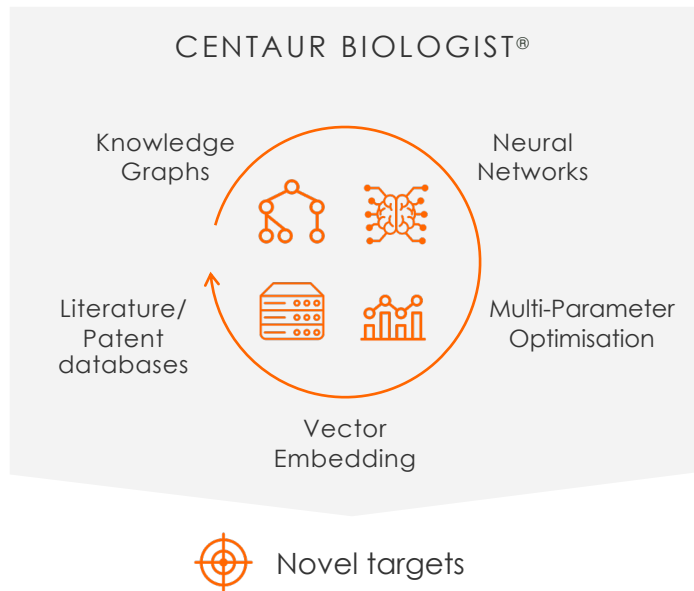 CENTAUR BIOLOGIST®
Knowledge
Graphs
Neural
Networks
Literature/
Patent
databases
Multi-Parameter
Optimisation
Vector
Embedding
Novel targets